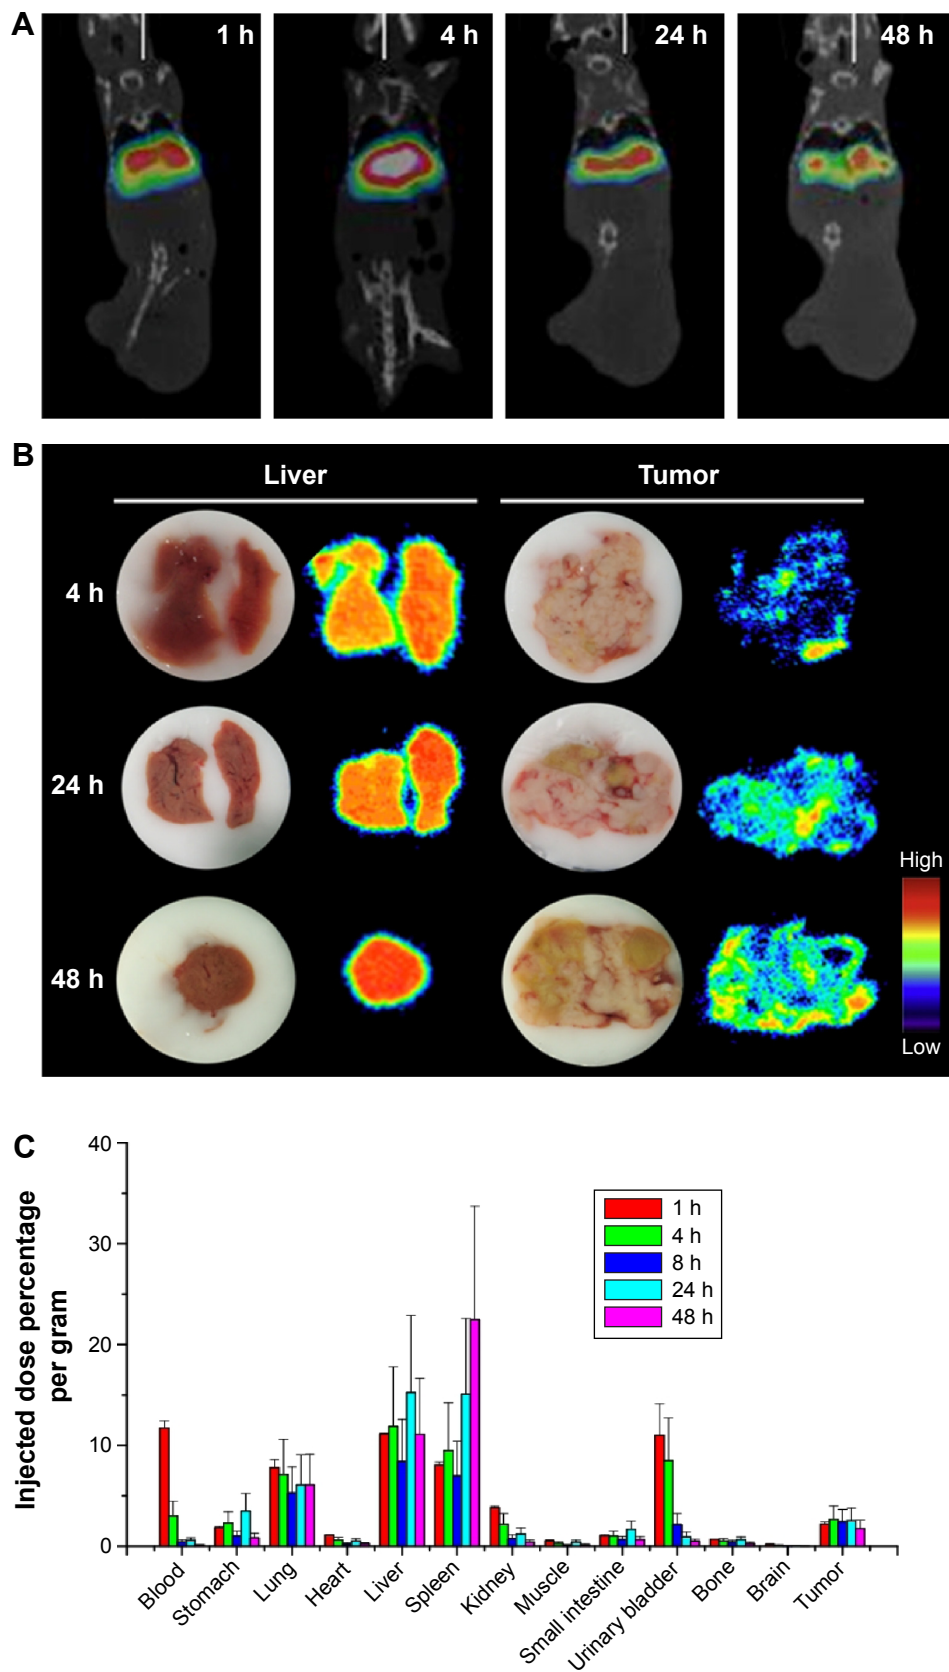 A
1 h
4 h
24 h
48 h
B
Liver
Tumor
4 h
24 h
48 h
High
Low
C
Injected dose percentage
per gram
40
30
20
10
0
1 h
4 h
8 h
24 h
48 h
Blood
Stomach
Lung
Heart
Liver
Spleen
Kidney
Muscle
Small intestine
Urinary bladder
Bone
Brain
Tumor